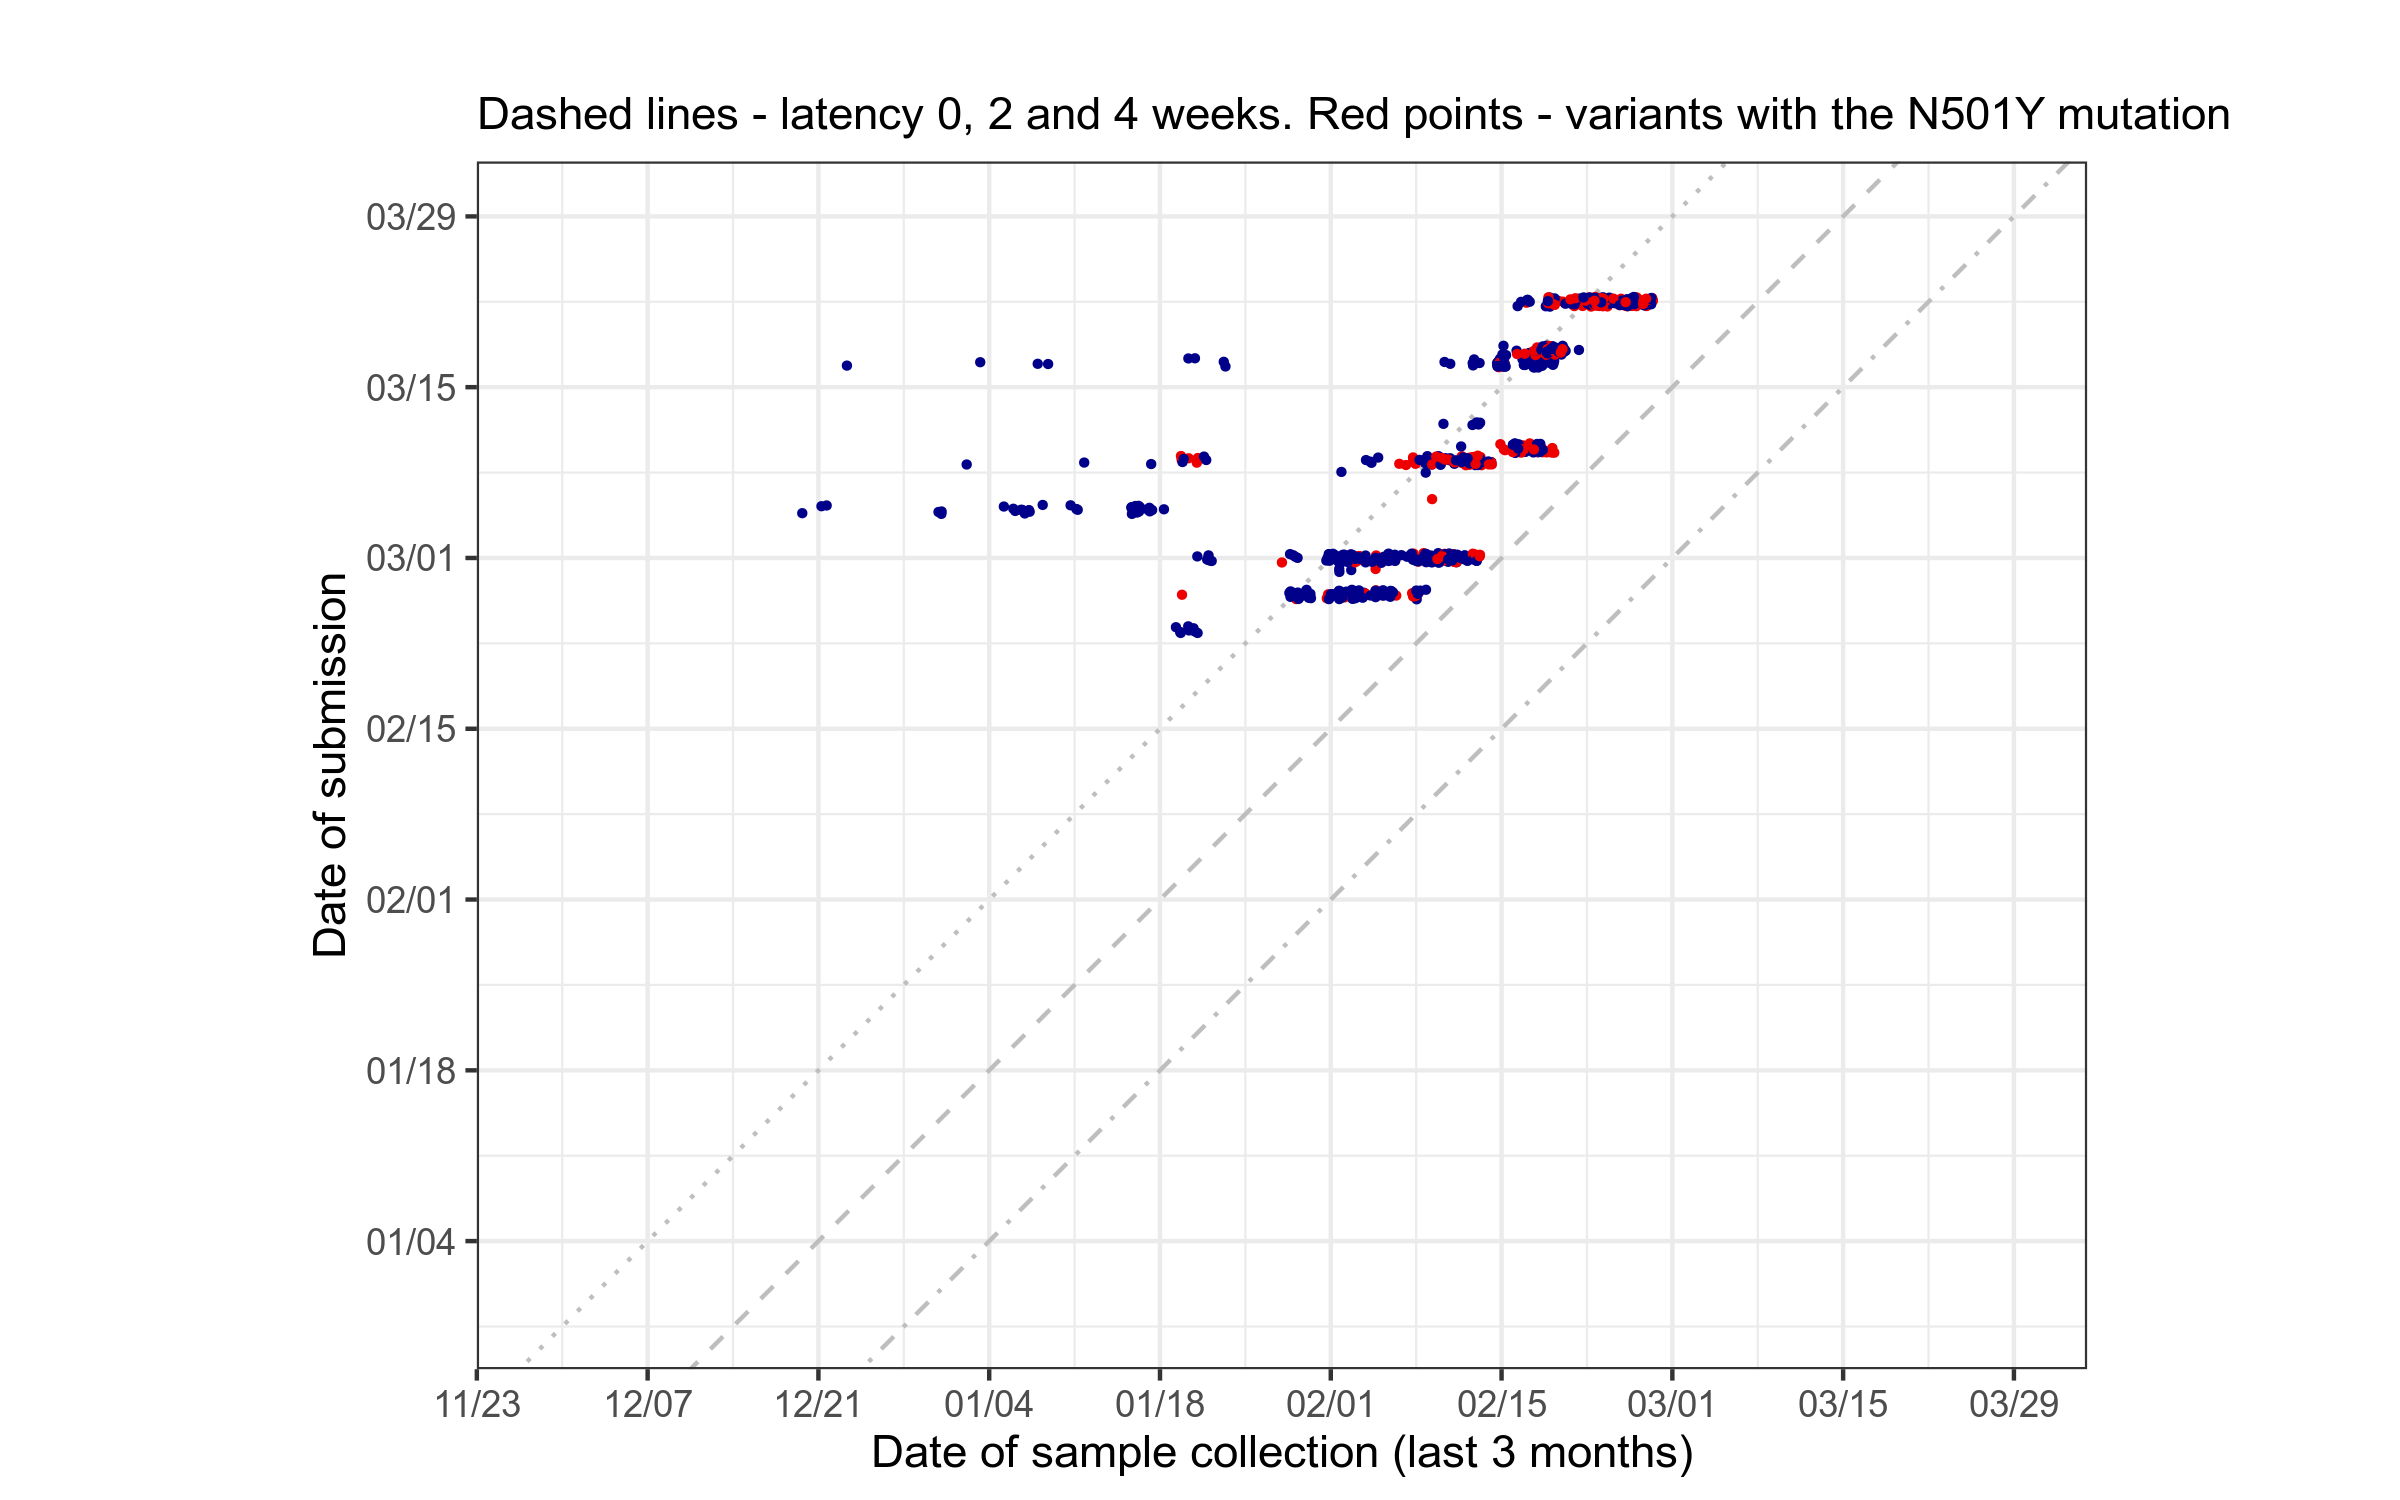 Dashed lines - latency 0, 2 and 4 weeks. Red points - variants with the N501Y mutation
Date of submission
03/29
03/15
03/01
02/15
02/01
01/18
01/04
11/23 12/07 12/21 01/04 01/18 02/01 02/15 03/01 03/15 03/29
Date of sample collection (last 3 months)